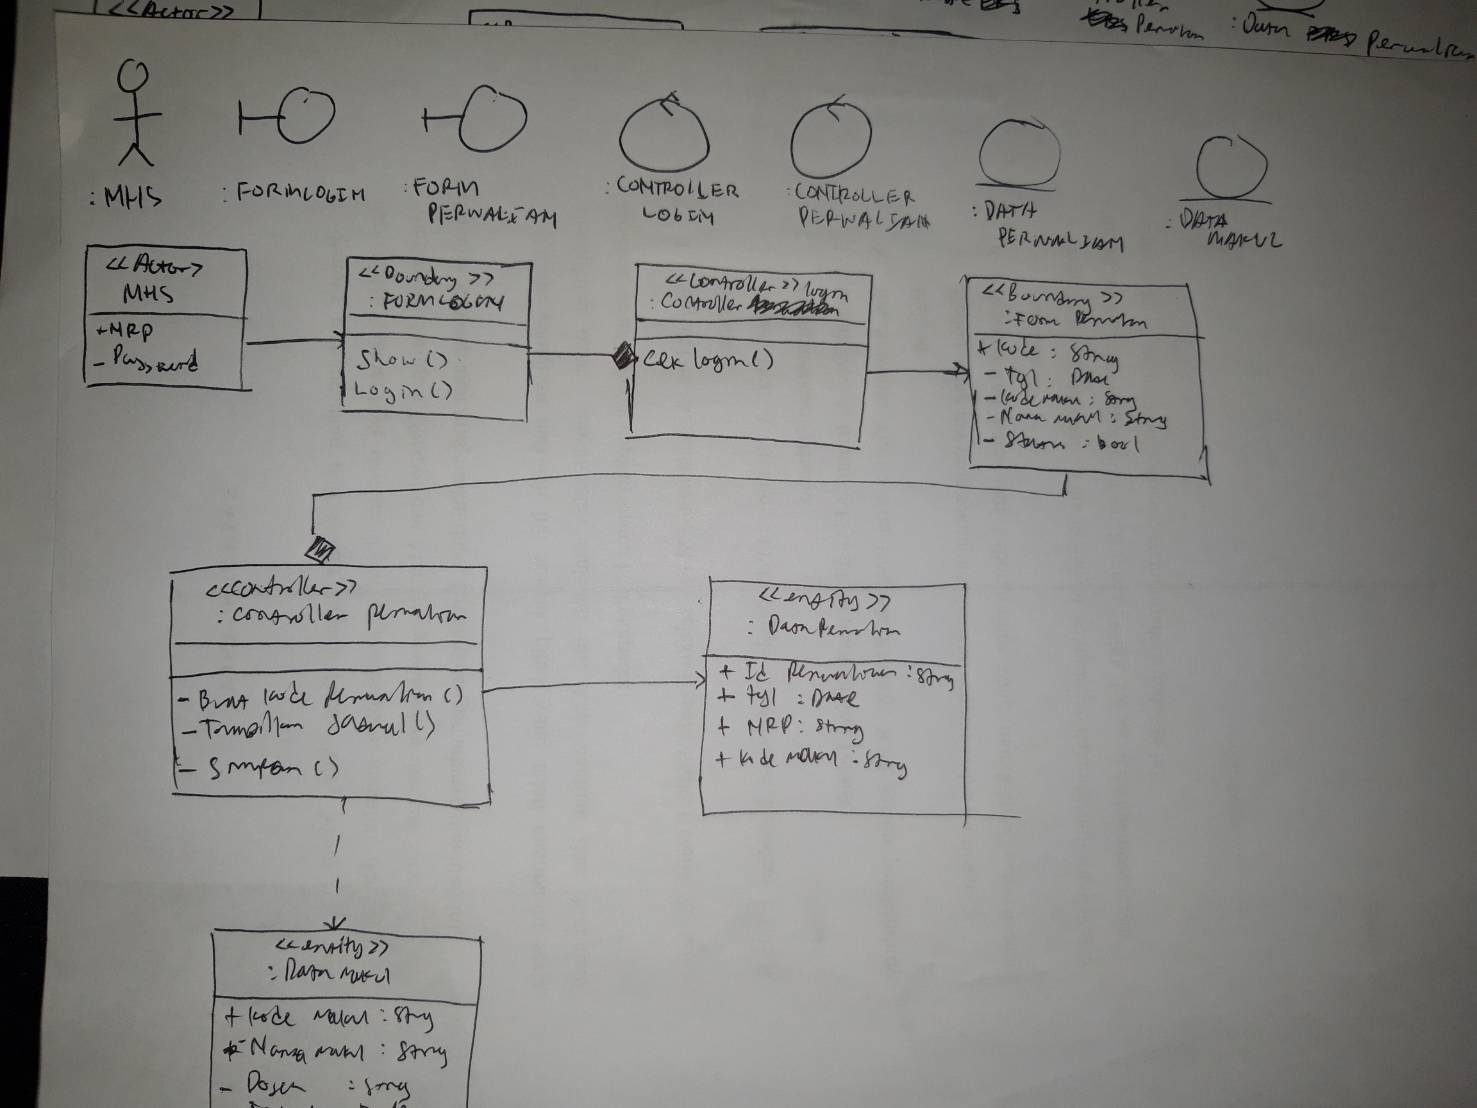 <<Actor>>
Perwalian
: Data
Perwalian
: MHS
: FORMLOGIN
: FORM
PERWALIAN
: CONTROLLER
LOGIN
: CONTROLLER
PERWALIAN
: DATA
PERWALIAN
: DATA
MAKUL
<<Actor>
MHS
+ NRP
- Password
<<Boundary>>
: FORMLOGIN
Show()
Login()
<<Controller>> login
: Controller
Cek login()
<<Boundary>>
: Form Perwalian
+ Kode : String
- Tgl : Date
- Kode makul : String
- Nama makul : String
- Status : bool
<<controller>>
: controller perwalian
- Buat kode Perwalian()
- Tampilkan Jadwal()
- Simpan()
<<entity>>
: Data Perwalian
+ Id Perwalian : String
+ tgl : Date
+ NRP : String
+ Kode makul : String
<<entity>>
: Data makul
+ Kode makul : String
- Nama makul : String
- Dosen : String